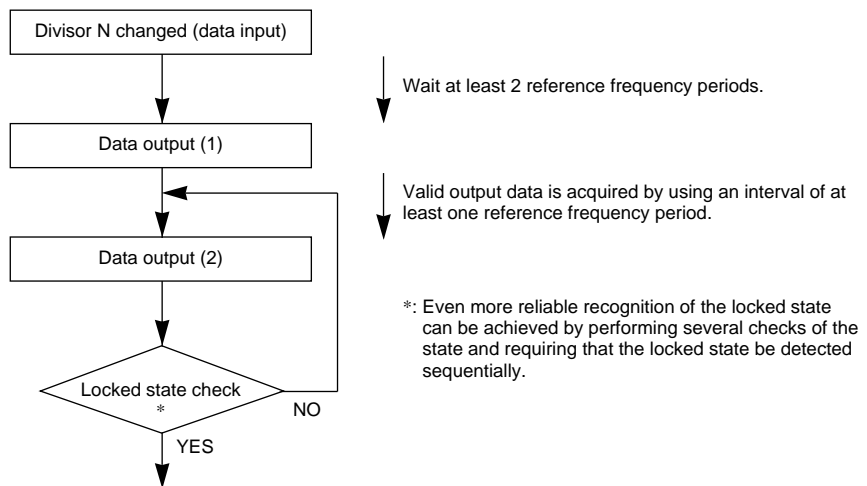 Divisor N changed (data input)
Wait at least 2 reference frequency periods.
Data output (1)
Valid output data is acquired by using an interval of at
least one reference frequency period.
Data output (2)
*: Even more reliable recognition of the locked state
can be achieved by performing several checks of the
state and requiring that the locked state be detected
sequentially.
Locked state check
*
NO
YES